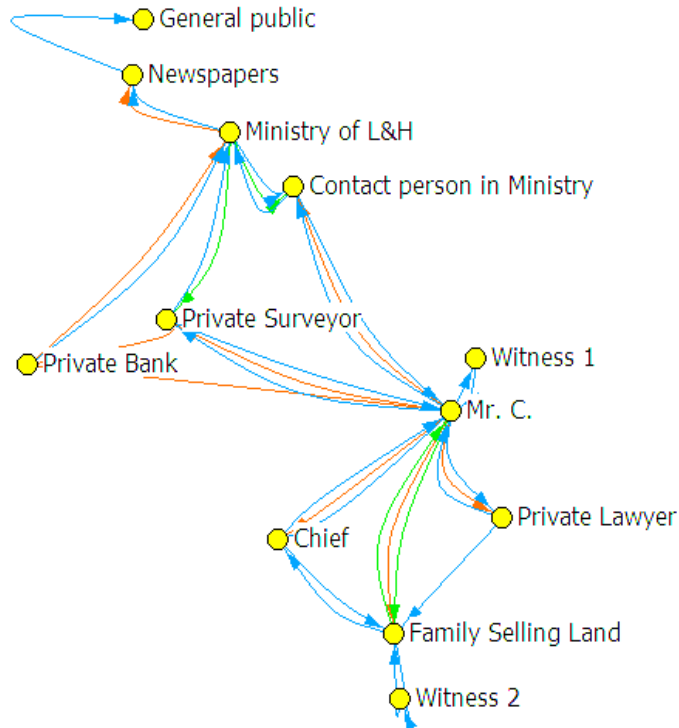 General public
Newspapers
Ministry of L&H
Contact person in Ministry
Private Surveyor
Private Bank
Witness 1
Mr. C.
Private Lawyer
Chief
Family Selling Land
Witness 2